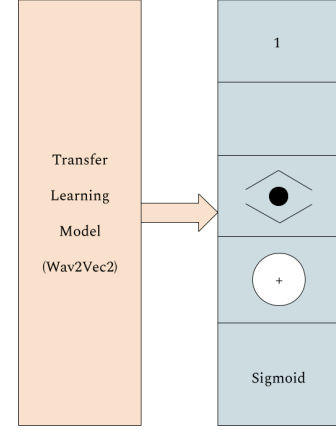 1
Transfer
Learning
Model
(Wav2Vec2)
+
Sigmoid